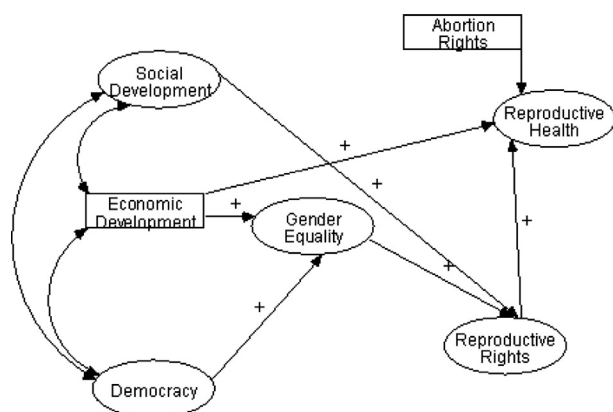 Abortion
Rights
Social
Development
Reproductive
Health
+
+
Economic
Development
+
Gender
Equality
+
+
+
Reproductive
Rights
Democracy